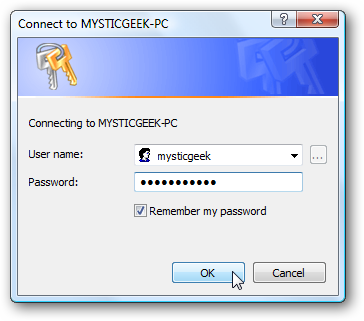 Connect to MYSTICGEEK-PC
Connecting to MYSTICGEEK-PC
User name: mysticgeek ...
Password: ●●●●●●●●●●●
Remember my password
OK Cancel